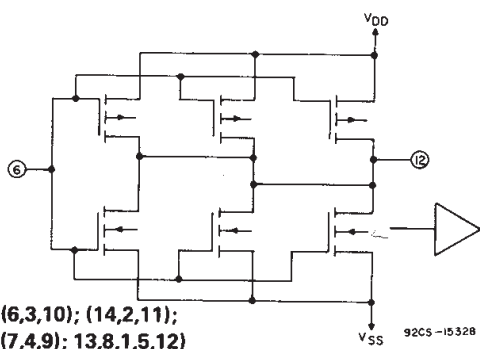 VDD
6
12
(6,3,10); (14,2,11);
(7,4,9); 13,8,1,5,12)
VSS
92CS-15328